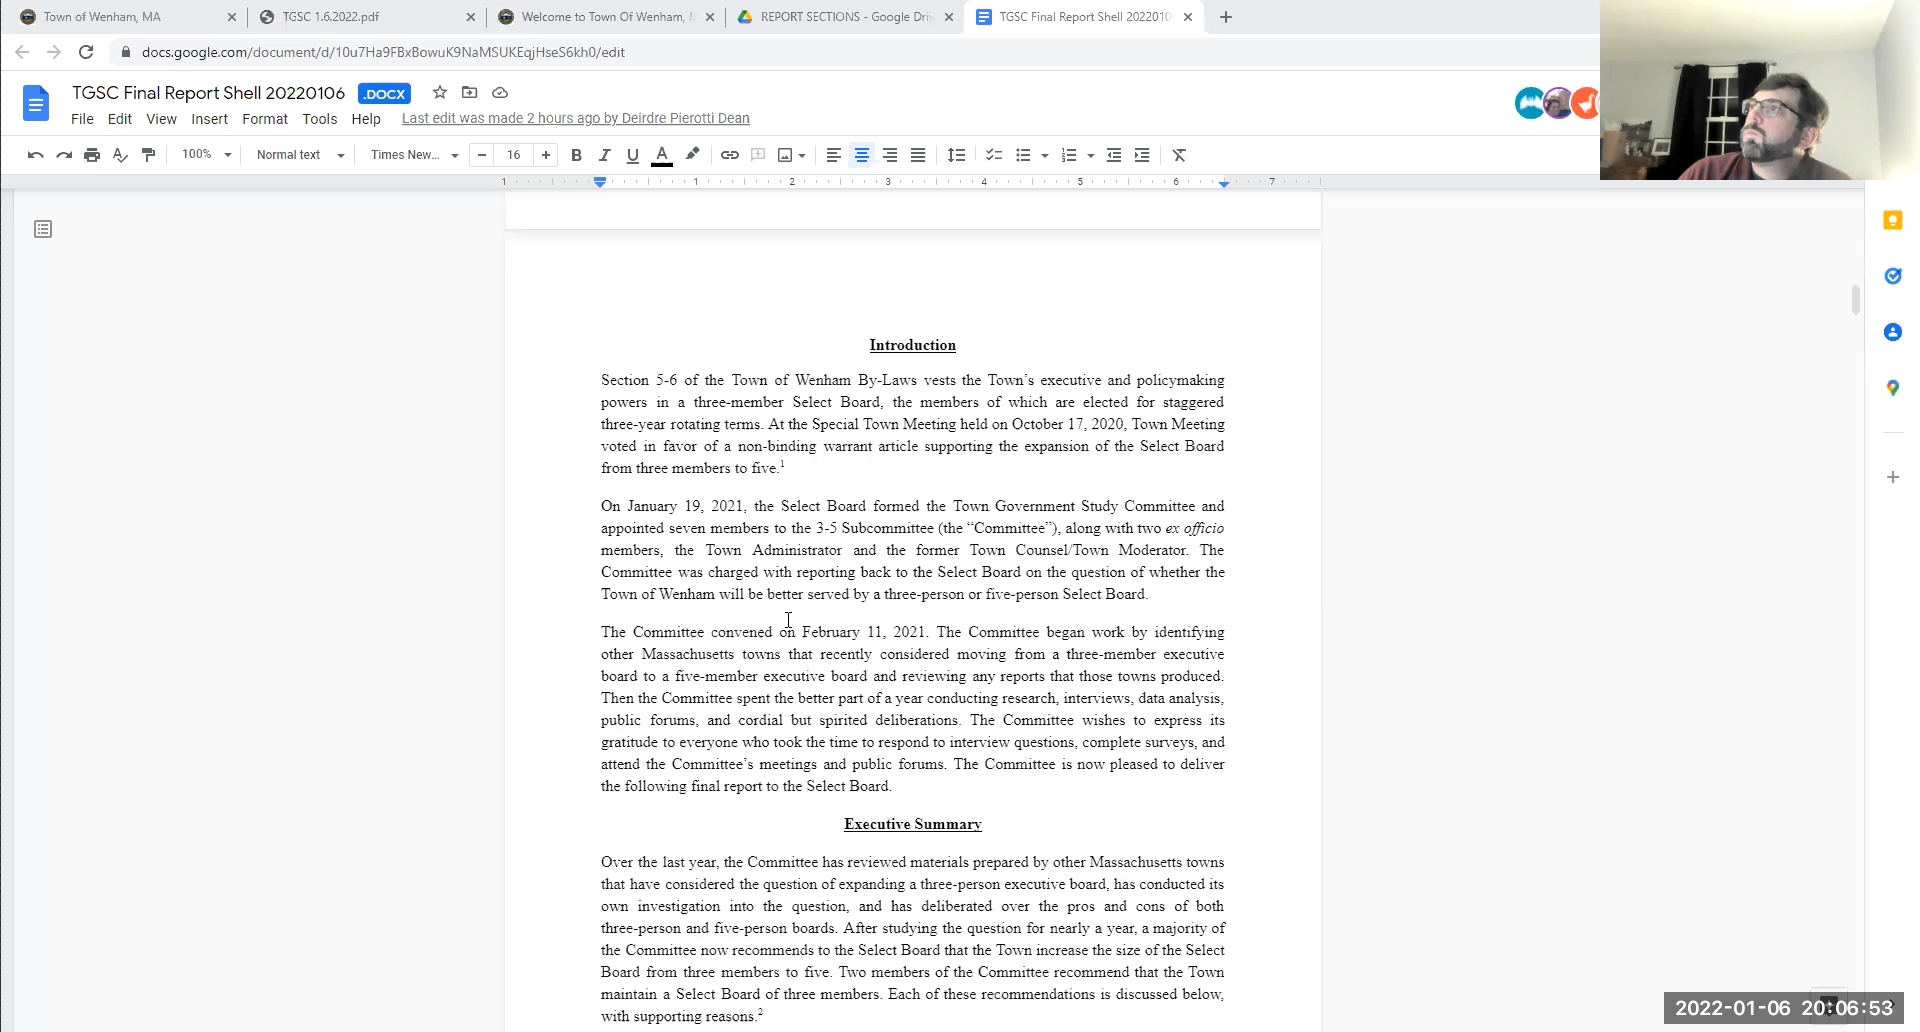 Town of Wenham, MA
TGSC 1.6.2022.pdf
Welcome to Town Of Wenham,
REPORT SECTIONS - Google Dri
TGSC Final Report Shell 2022010
docs.google.com/document/d/10u7Ha9FBxBowuK9NaMSUKEqjHseS6kh0/edit
TGSC Final Report Shell 20220106 .DOCX
File Edit View Insert Format Tools Help Last edit was made 2 hours ago by Deirdre Pierotti Dean
100% Normal text Times New... − 16 + B I U A
1 1 2 3 4 5 6 7
Introduction
Section 5-6 of the Town of Wenham By-Laws vests the Town’s executive and policymaking
powers in a three-member Select Board, the members of which are elected for staggered
three-year rotating terms. At the Special Town Meeting held on October 17, 2020, Town Meeting
voted in favor of a non-binding warrant article supporting the expansion of the Select Board
from three members to five.1
On January 19, 2021, the Select Board formed the Town Government Study Committee and
appointed seven members to the 3-5 Subcommittee (the “Committee”), along with two ex officio
members, the Town Administrator and the former Town Counsel/Town Moderator. The
Committee was charged with reporting back to the Select Board on the question of whether the
Town of Wenham will be better served by a three-person or five-person Select Board.
The Committee convened on February 11, 2021. The Committee began work by identifying
other Massachusetts towns that recently considered moving from a three-member executive
board to a five-member executive board and reviewing any reports that those towns produced.
Then the Committee spent the better part of a year conducting research, interviews, data analysis,
public forums, and cordial but spirited deliberations. The Committee wishes to express its
gratitude to everyone who took the time to respond to interview questions, complete surveys, and
attend the Committee’s meetings and public forums. The Committee is now pleased to deliver
the following final report to the Select Board.
Executive Summary
Over the last year, the Committee has reviewed materials prepared by other Massachusetts towns
that have considered the question of expanding a three-person executive board, has conducted its
own investigation into the question, and has deliberated over the pros and cons of both
three-person and five-person boards. After studying the question for nearly a year, a majority of
the Committee now recommends to the Select Board that the Town increase the size of the Select
Board from three members to five. Two members of the Committee recommend that the Town
maintain a Select Board of three members. Each of these recommendations is discussed below,
with supporting reasons.2
2022-01-06 20:06:53